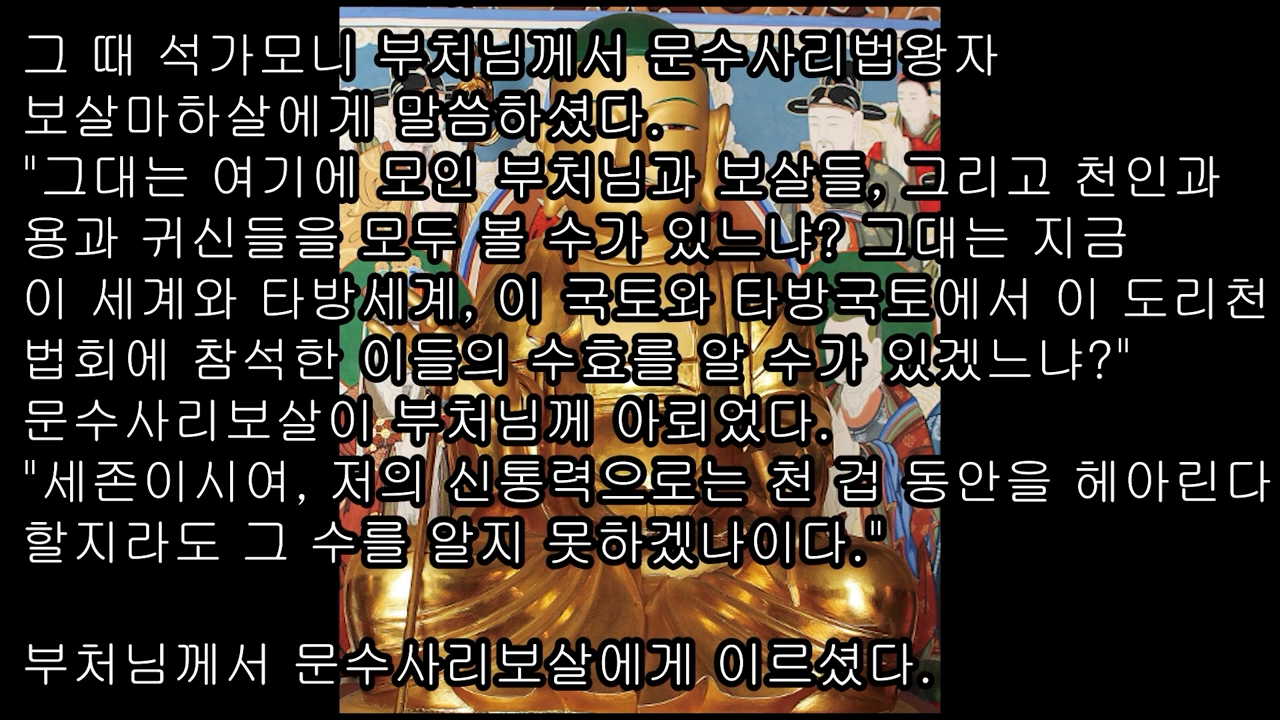 그 때 석가모니 부처님께서 문수사리법왕자
보살마하살에게 말씀하셨다.
"그대는 여기에 모인 부처님과 보살들, 그리고 천인과
용과 귀신들을 모두 볼 수가 있느냐? 그대는 지금
이 세계와 타방세계, 이 국토와 타방국토에서 이 도리천
법회에 참석한 이들의 수효를 알 수가 있겠느냐?"
문수사리보살이 부처님께 아뢰었다.
"세존이시여, 저의 신통력으로는 천 겁 동안을 헤아린다
할지라도 그 수를 알지 못하겠나이다."
부처님께서 문수사리보살에게 이르셨다.